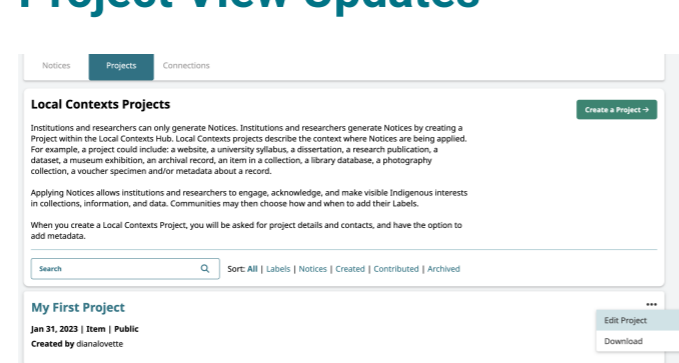 Project View Updates
Notices Projects Connections
Local Contexts Projects
Create a Project →
Institutions and researchers can only generate Notices. Institutions and researchers generate Notices by creating a
Project within the Local Contexts Hub. Local Contexts projects describe the context where Notices are being applied.
For example, a project could include: a website, a university syllabus, a dissertation, a research publication, a
dataset, a museum exhibition, an archival record, an item in a collection, a library database, a photography
collection, a voucher specimen and/or metadata about a record.
Applying Notices allows institutions and researchers to engage, acknowledge, and make visible Indigenous interests
in collections, information, and data. Communities may then choose how and when to add their Labels.
When you create a Local Contexts Project, you will be asked for project details and contacts, and have the option to
add metadata.
Search Sort: All | Labels | Notices | Created | Contributed | Archived
My First Project
Edit Project
Jan 31, 2023 | Item | Public
Download
Created by dianalovette